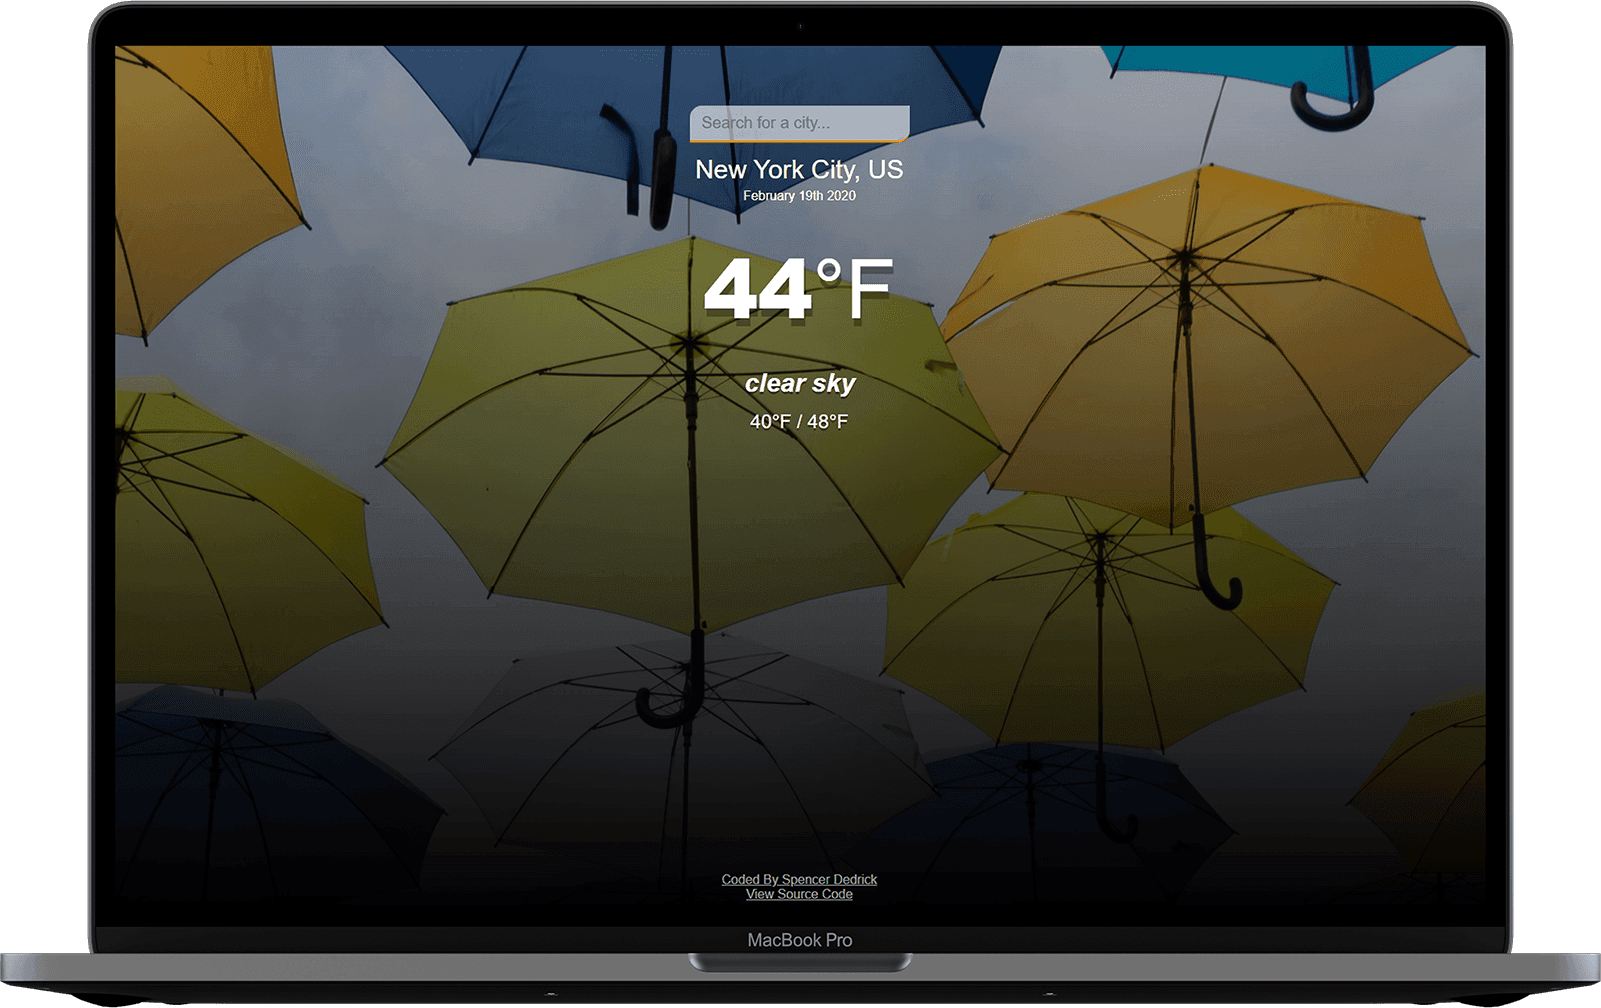 Search for a city...
New York City, US
February 19th 2020
44°F
clear sky
40°F / 48°F
Coded By Spencer Dedrick
View Source Code
MacBook Pro